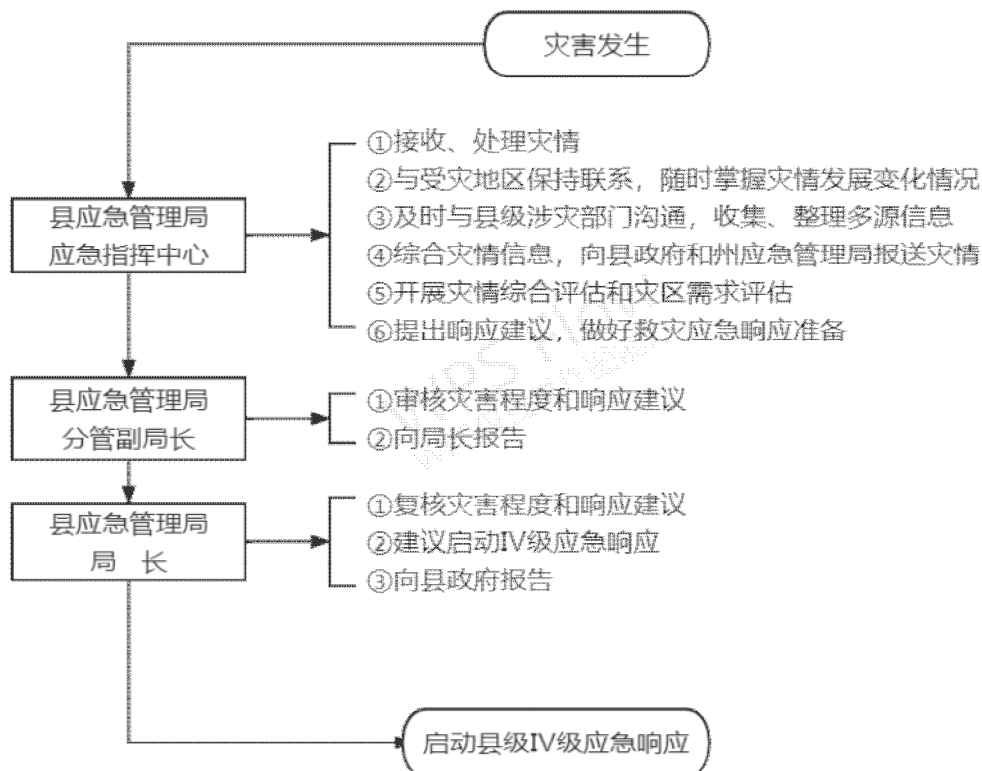 灾害发生
县应急管理局
应急指挥中心
①接收、处理灾情
②与受灾地区保持联系，随时掌握灾情发展变化情况
③及时与县级涉灾部门沟通，收集、整理多源信息
④综合灾情信息，向县政府和州应急管理局报送灾情
⑤开展灾情综合评估和灾区需求评估
⑥提出响应建议，做好救灾应急响应准备
县应急管理局
分管副局长
①审核灾害程度和响应建议
②向局长报告
县应急管理局
局 长
①复核灾害程度和响应建议
②建议启动IV级应急响应
③向县政府报告
启动县级IV级应急响应